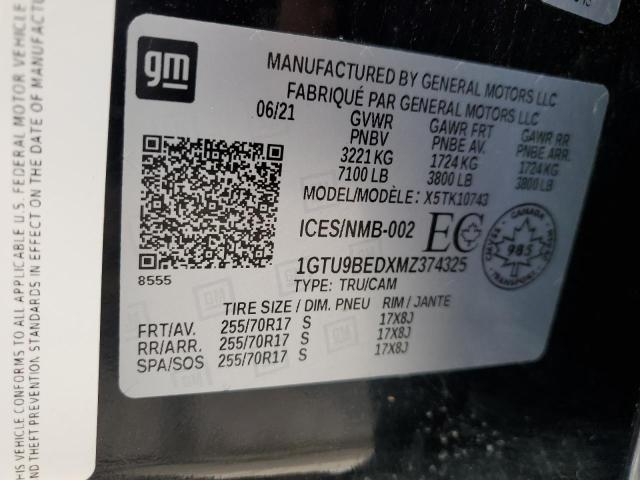 gm
MANUFACTURED BY GENERAL MOTORS LLC
FABRIQUÉ PAR GENERAL MOTORS LLC
06/21 GVWR GAWR FRT GAWR RR
PNBV PNBE AV. PNBE ARR.
3221 KG 1724 KG 1724 KG
7100 LB 3800 LB 3800 LB
MODEL/MODÈLE: X5TK10743
ICES/NMB-002 EC
CANADA
985
TRANSPORT
8555
1GTU9BEDXMZ374325
TYPE: TRU/CAM
TIRE SIZE / DIM. PNEU RIM / JANTE
FRT/AV. 255/70R17 S 17X8J
RR/ARR. 255/70R17 S 17X8J
SPA/SOS 255/70R17 S 17X8J
HIS VEHICLE CONFORMS TO ALL APPLICABLE U.S. FEDERAL MOTOR VEHICLE
ND THEFT PREVENTION STANDARDS IN EFFECT ON THE DATE OF MANUFACTUR